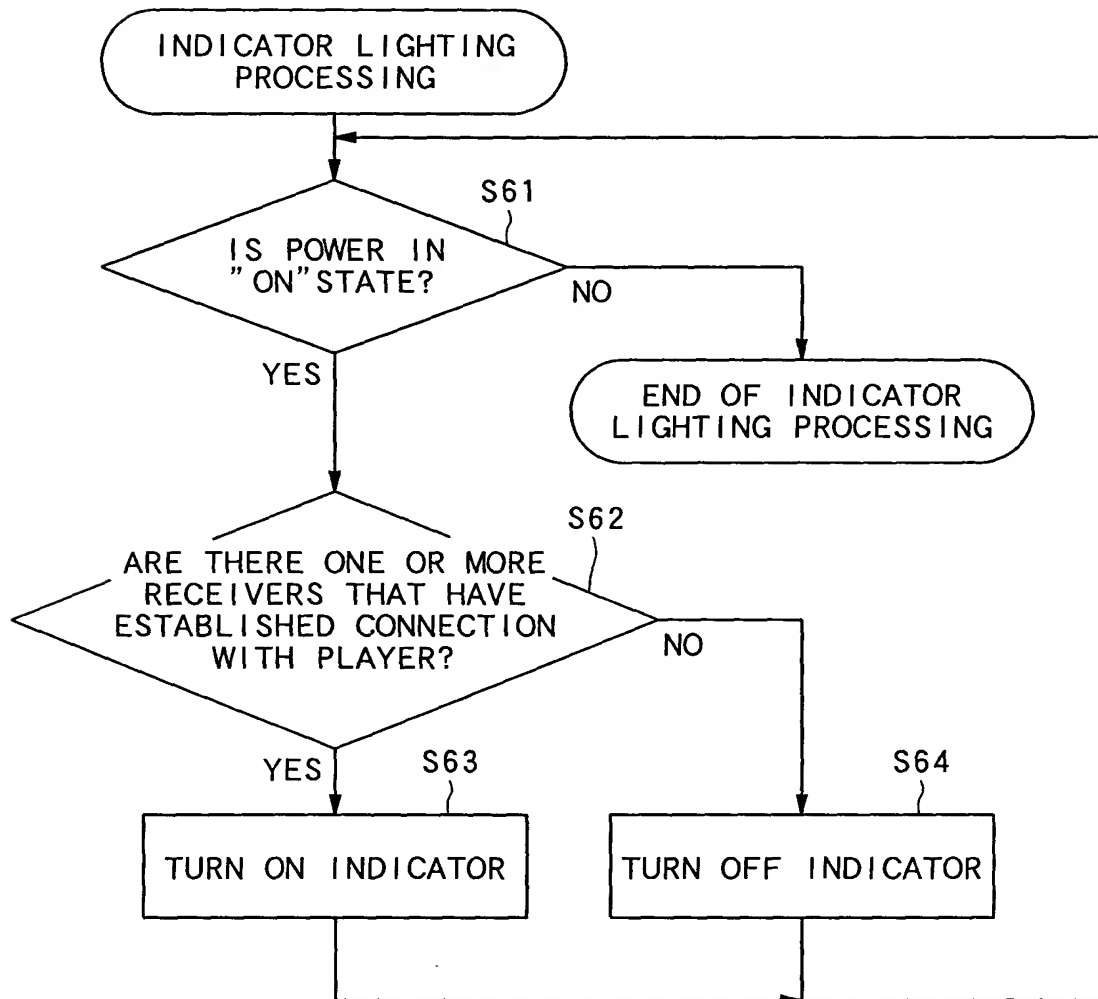 INDICATOR LIGHTING
PROCESSING
S61
IS POWER IN
"ON" STATE?
NO
YES
END OF INDICATOR
LIGHTING PROCESSING
S62
ARE THERE ONE OR MORE
RECEIVERS THAT HAVE
ESTABLISHED CONNECTION
WITH PLAYER?
NO
YES
S63
S64
TURN ON INDICATOR
TURN OFF INDICATOR